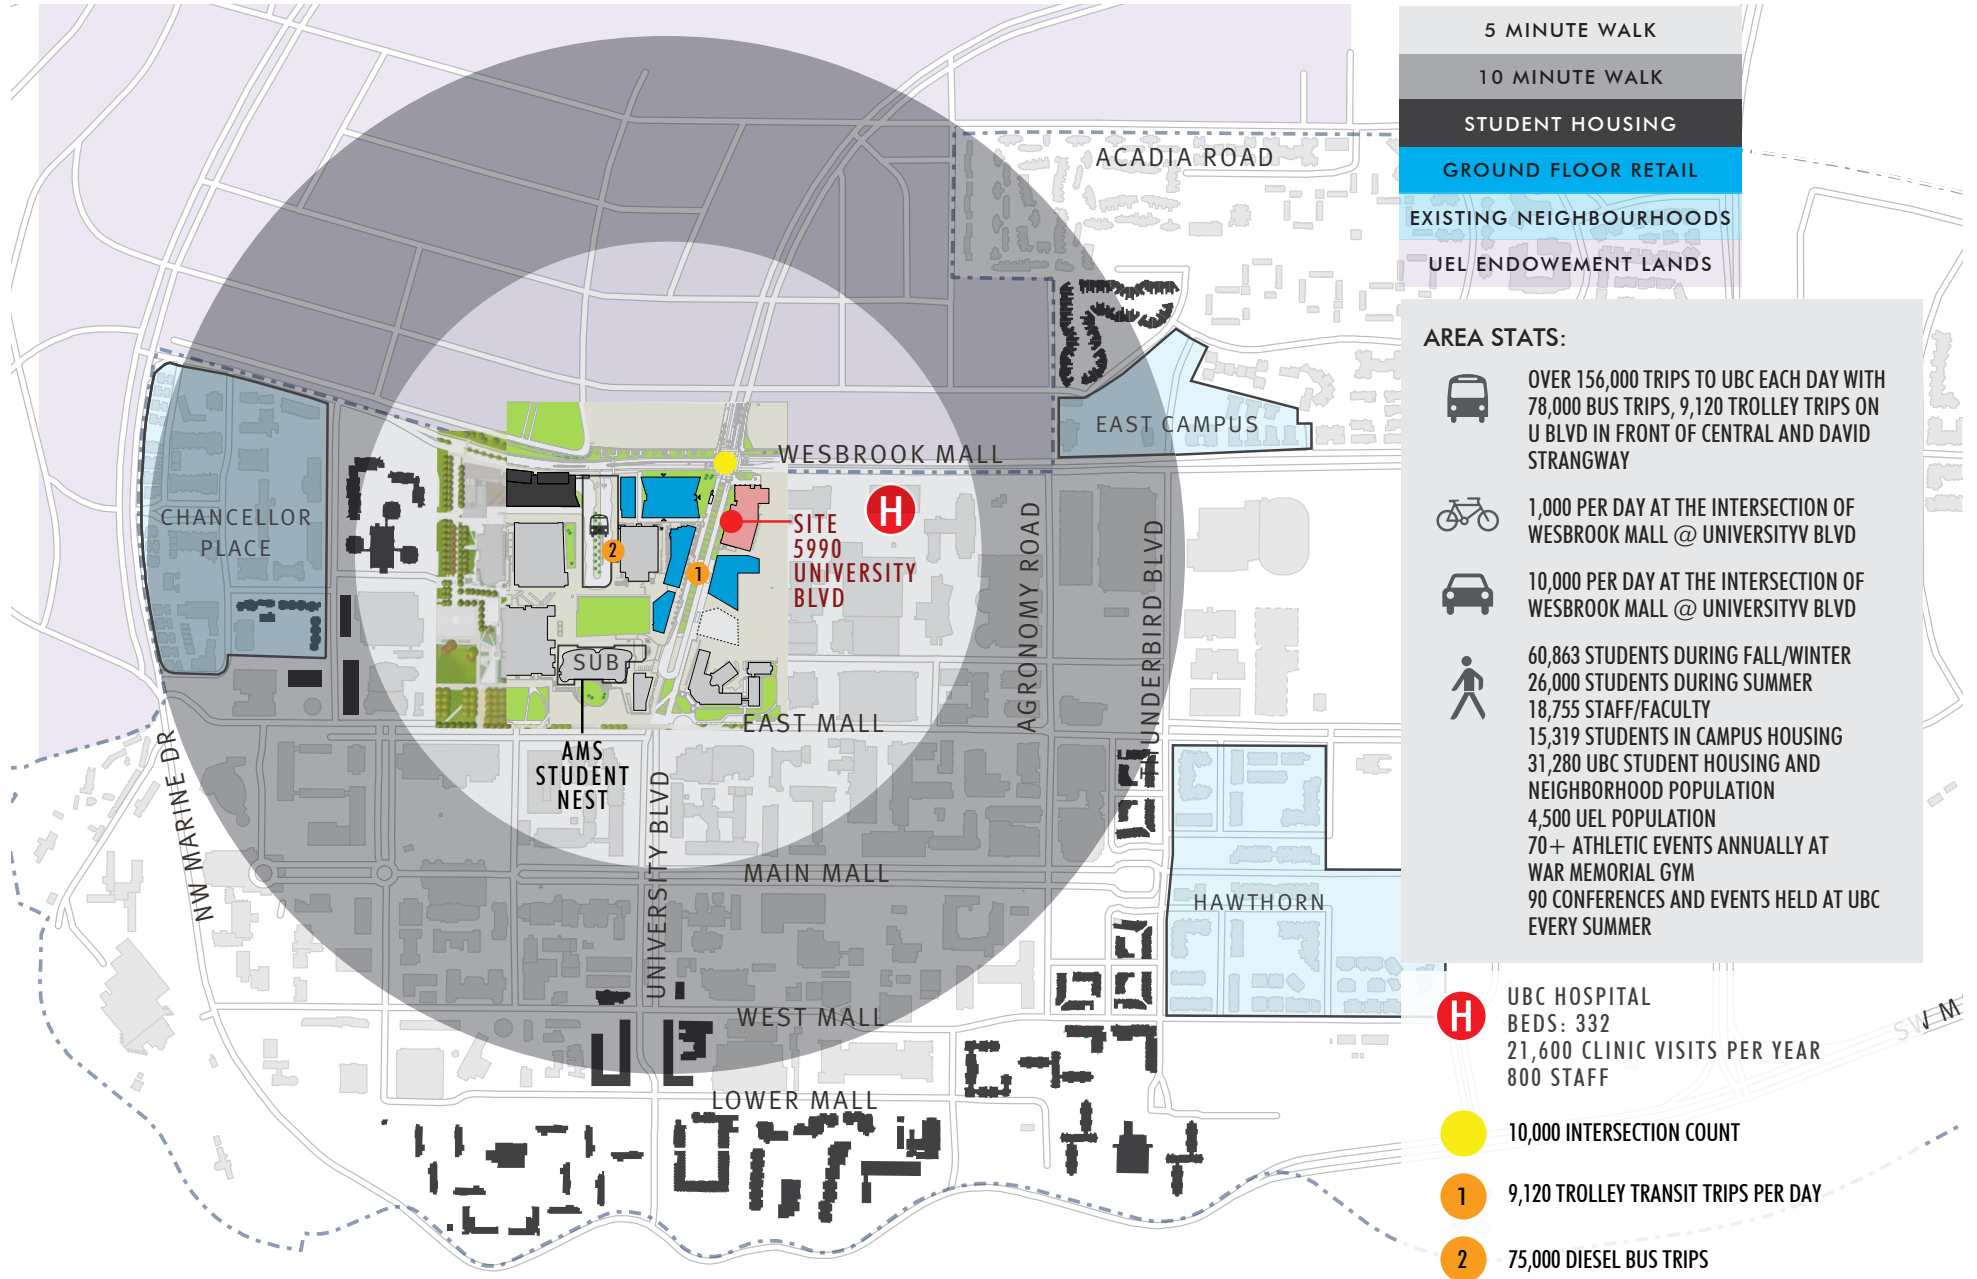 5 MINUTE WALK
10 MINUTE WALK
STUDENT HOUSING
GROUND FLOOR RETAIL
EXISTING NEIGHBOURHOODS
UEL ENDOWEMENT LANDS
AREA STATS:
OVER 156,000 TRIPS TO UBC EACH DAY WITH
78,000 BUS TRIPS, 9,120 TROLLEY TRIPS ON
U BLVD IN FRONT OF CENTRAL AND DAVID
STRANGWAY
1,000 PER DAY AT THE INTERSECTION OF
WESBROOK MALL @ UNIVERSITYV BLVD
10,000 PER DAY AT THE INTERSECTION OF
WESBROOK MALL @ UNIVERSITYV BLVD
60,863 STUDENTS DURING FALL/WINTER
26,000 STUDENTS DURING SUMMER
18,755 STAFF/FACULTY
15,319 STUDENTS IN CAMPUS HOUSING
31,280 UBC STUDENT HOUSING AND
NEIGHBORHOOD POPULATION
4,500 UEL POPULATION
70+ ATHLETIC EVENTS ANNUALLY AT
WAR MEMORIAL GYM
90 CONFERENCES AND EVENTS HELD AT UBC
EVERY SUMMER
H
UBC HOSPITAL
BEDS: 332
21,600 CLINIC VISITS PER YEAR
800 STAFF
10,000 INTERSECTION COUNT
1
9,120 TROLLEY TRANSIT TRIPS PER DAY
2
75,000 DIESEL BUS TRIPS
ACADIA ROAD
EAST CAMPUS
WESBROOK MALL
H
CHANCELLOR
PLACE
SITE
5990
UNIVERSITY
BLVD
2
1
SUB
AMS
STUDENT
NEST
AGRONOMY ROAD
THUNDERBIRD BLVD
EAST MALL
NW MARINE DR
UNIVERSITY BLVD
MAIN MALL
HAWTHORN
WEST MALL
LOWER MALL
SW M